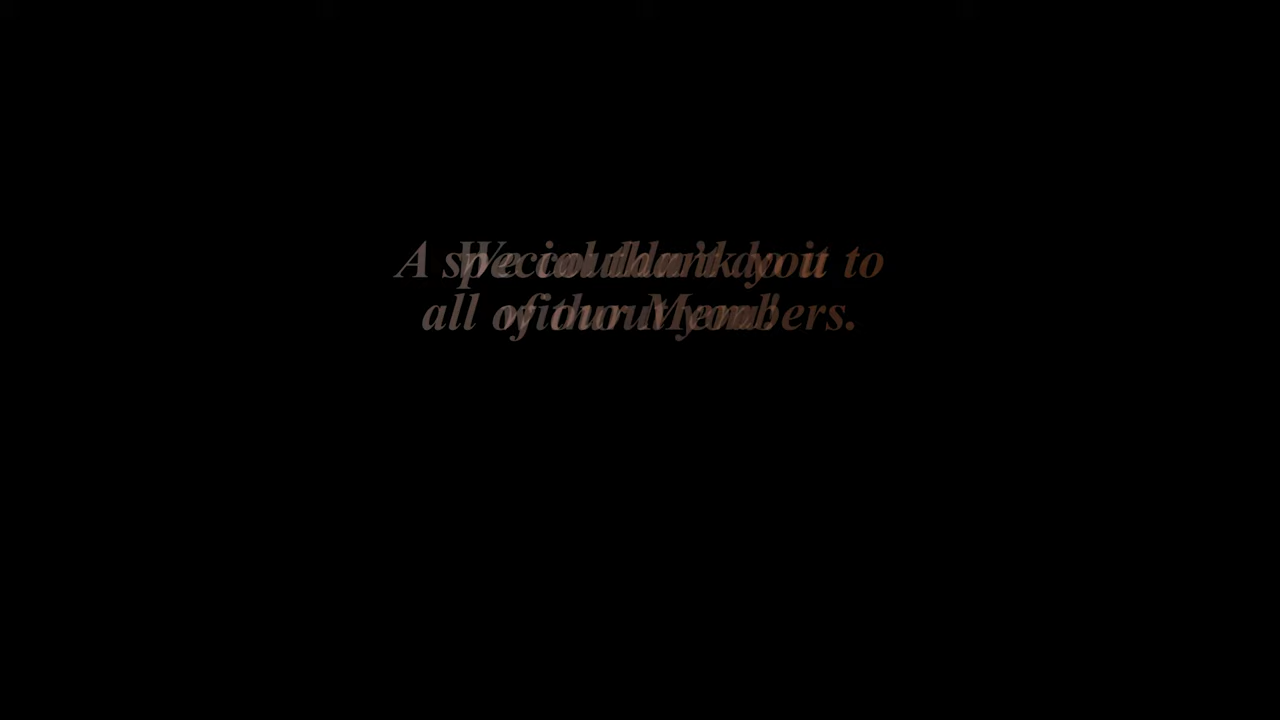 A special thank you to
all of our Members.
We couldn't do it
without you!